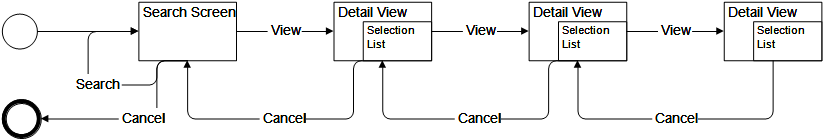 Search Screen
View
Detail View
Selection
List
View
Detail View
Selection
List
View
Detail View
Selection
List
Search
Cancel
Cancel
Cancel
Cancel